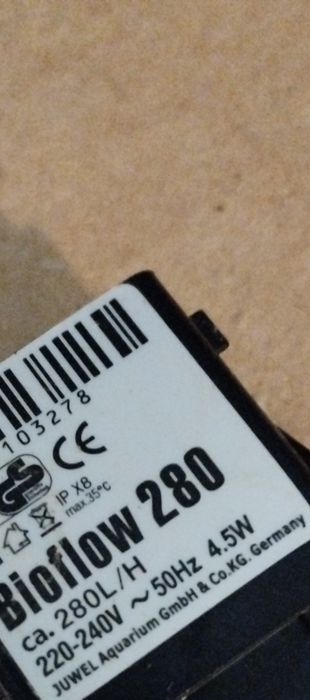 103278
GS
CE
IP X8
max.35°C
Bioflow 280
ca. 280L/H
220-240V ~ 50Hz 4.5W
JUWEL Aquarium GmbH & Co.KG. Germany